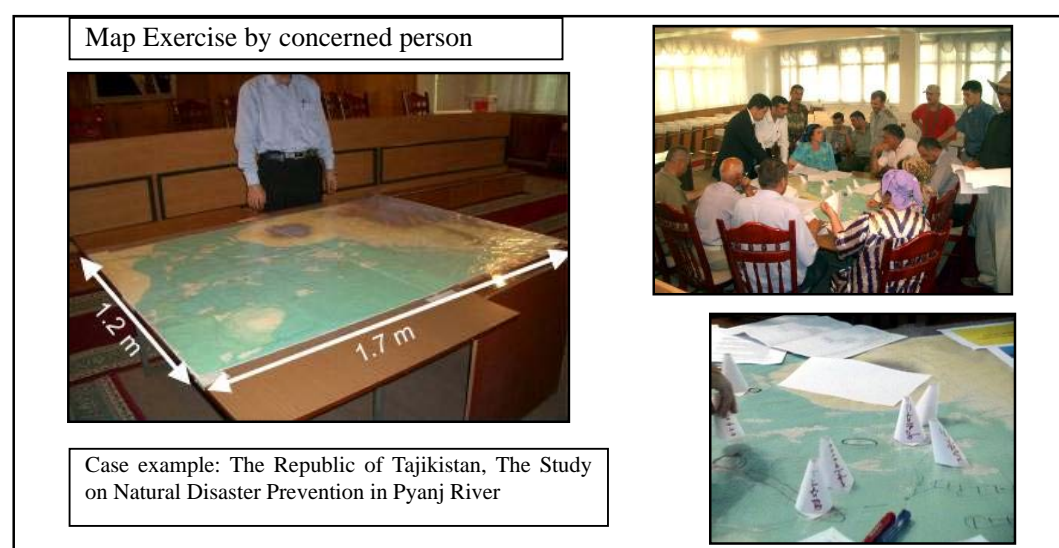 Map Exercise by concerned person
1.2 m
1.7 m
Case example: The Republic of Tajikistan, The Study
on Natural Disaster Prevention in Pyanj River